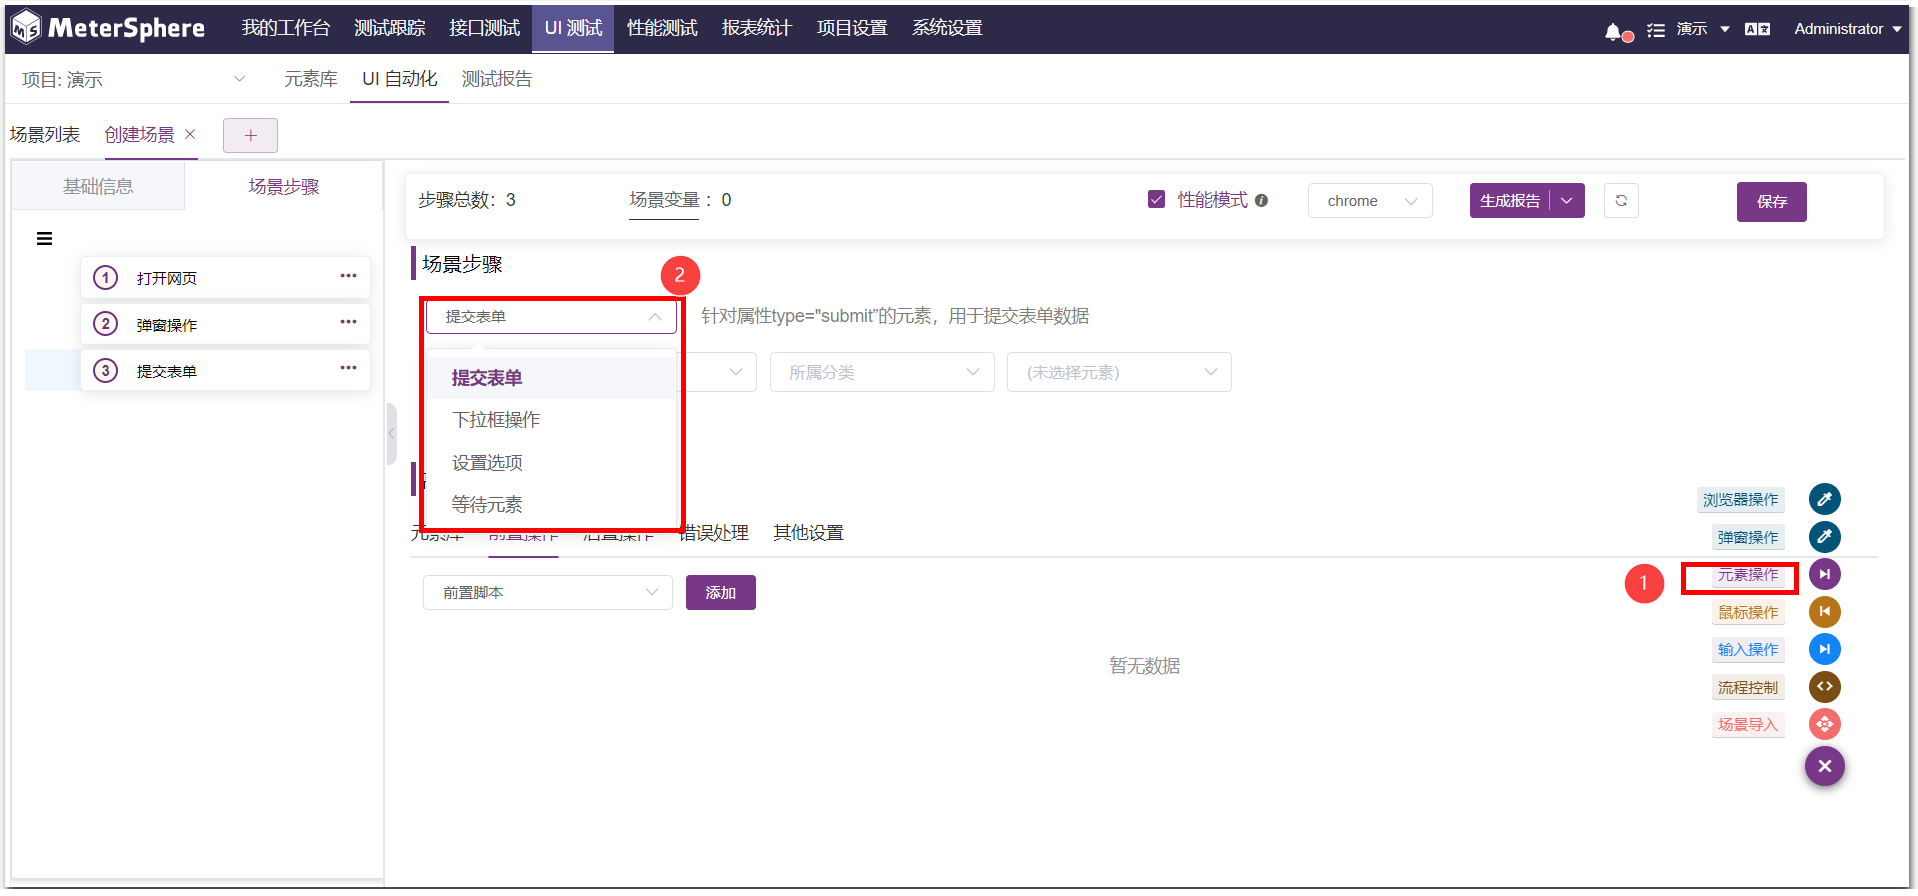 MeterSphere 我的工作台 测试跟踪 接口测试 UI 测试 性能测试 报表统计 项目设置 系统设置 演示 Administrator
项目: 演示 元素库 UI 自动化 测试报告
场景列表 创建场景 × +
基础信息 场景步骤
步骤总数：3 场景变量 ：0 性能模式 chrome 生成报告 保存
1 打开网页
2 弹窗操作
3 提交表单
场景步骤
2
提交表单 针对属性type="submit"的元素，用于提交表单数据
所属分类 (未选择元素)
提交表单
下拉框操作
设置选项
等待元素
元素库 前置操作 后置操作 错误处理 其他设置
前置脚本 添加
暂无数据
浏览器操作
弹窗操作
1 元素操作
鼠标操作
输入操作
流程控制
场景导入